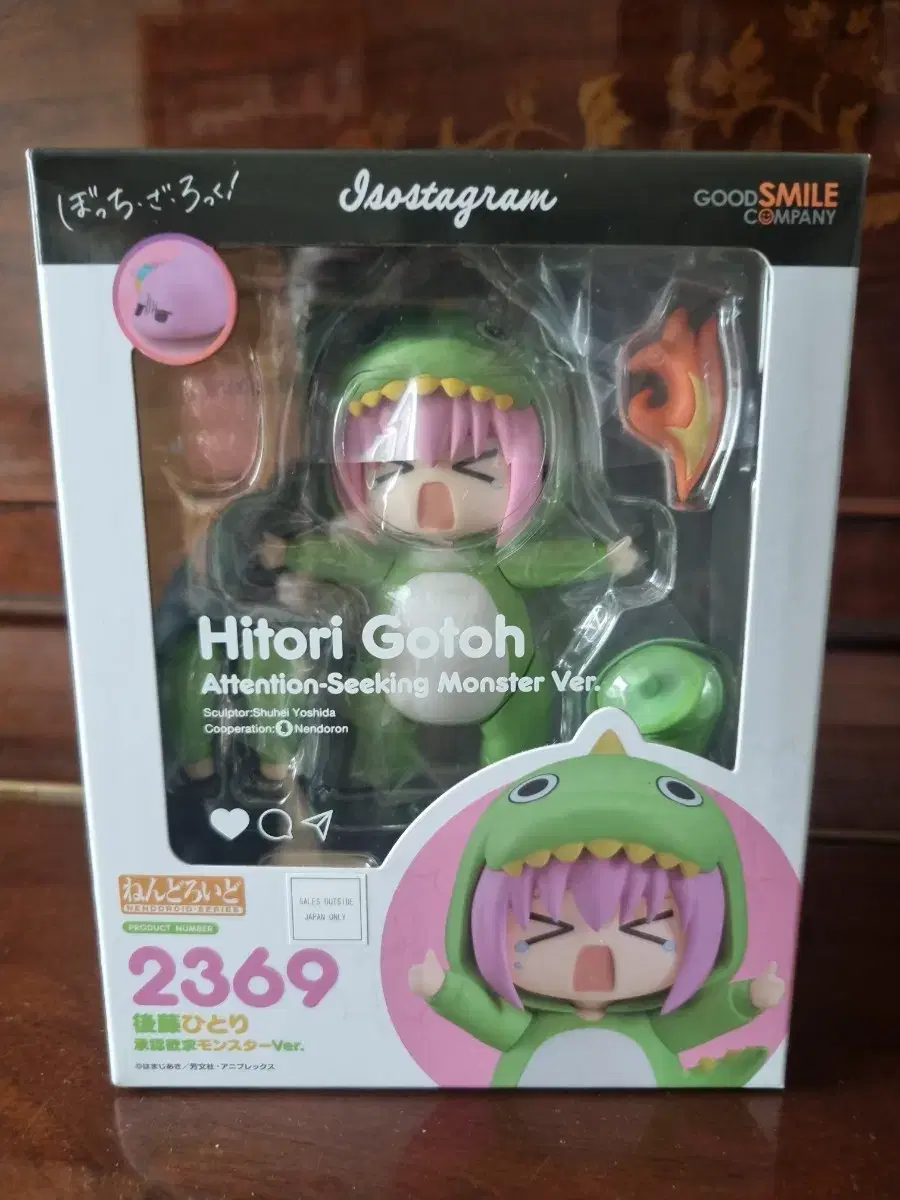 ぼっち・ざ・ろっく！
Isostagram
GOOD SMILE
COMPANY
Hitori Gotoh
Attention-Seeking Monster Ver.
Sculptor:Shuhei Yoshida
Cooperation: Nendoron
ねんどろいど
NENDOROID-SERIES
SALES OUTSIDE
JAPAN ONLY
PRODUCT NUMBER
2369
後藤ひとり
承認欲求モンスターVer.
©はまじあき／芳文社・アニプレックス